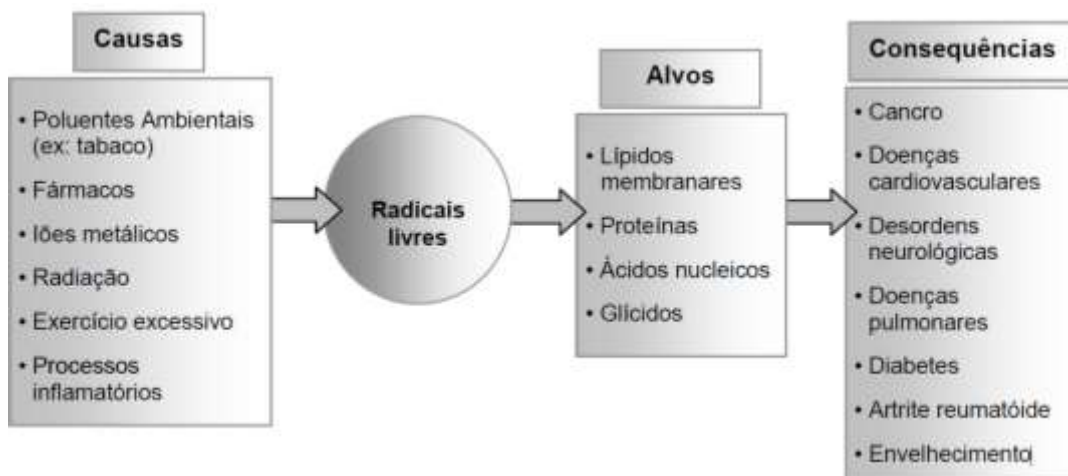 Causas
• Poluentes Ambientais
(ex: tabaco)
• Fármacos
• Iões metálicos
• Radiação
• Exercício excessivo
• Processos
inflamatórios
Radicais
livres
Alvos
• Lípidos
membranares
• Proteínas
• Ácidos nucleicos
• Glícidos
Consequências
• Cancro
• Doenças
cardiovasculares
• Desordens
neurológicas
• Doenças
pulmonares
• Diabetes
• Artrite reumatóide
• Envelhecimento